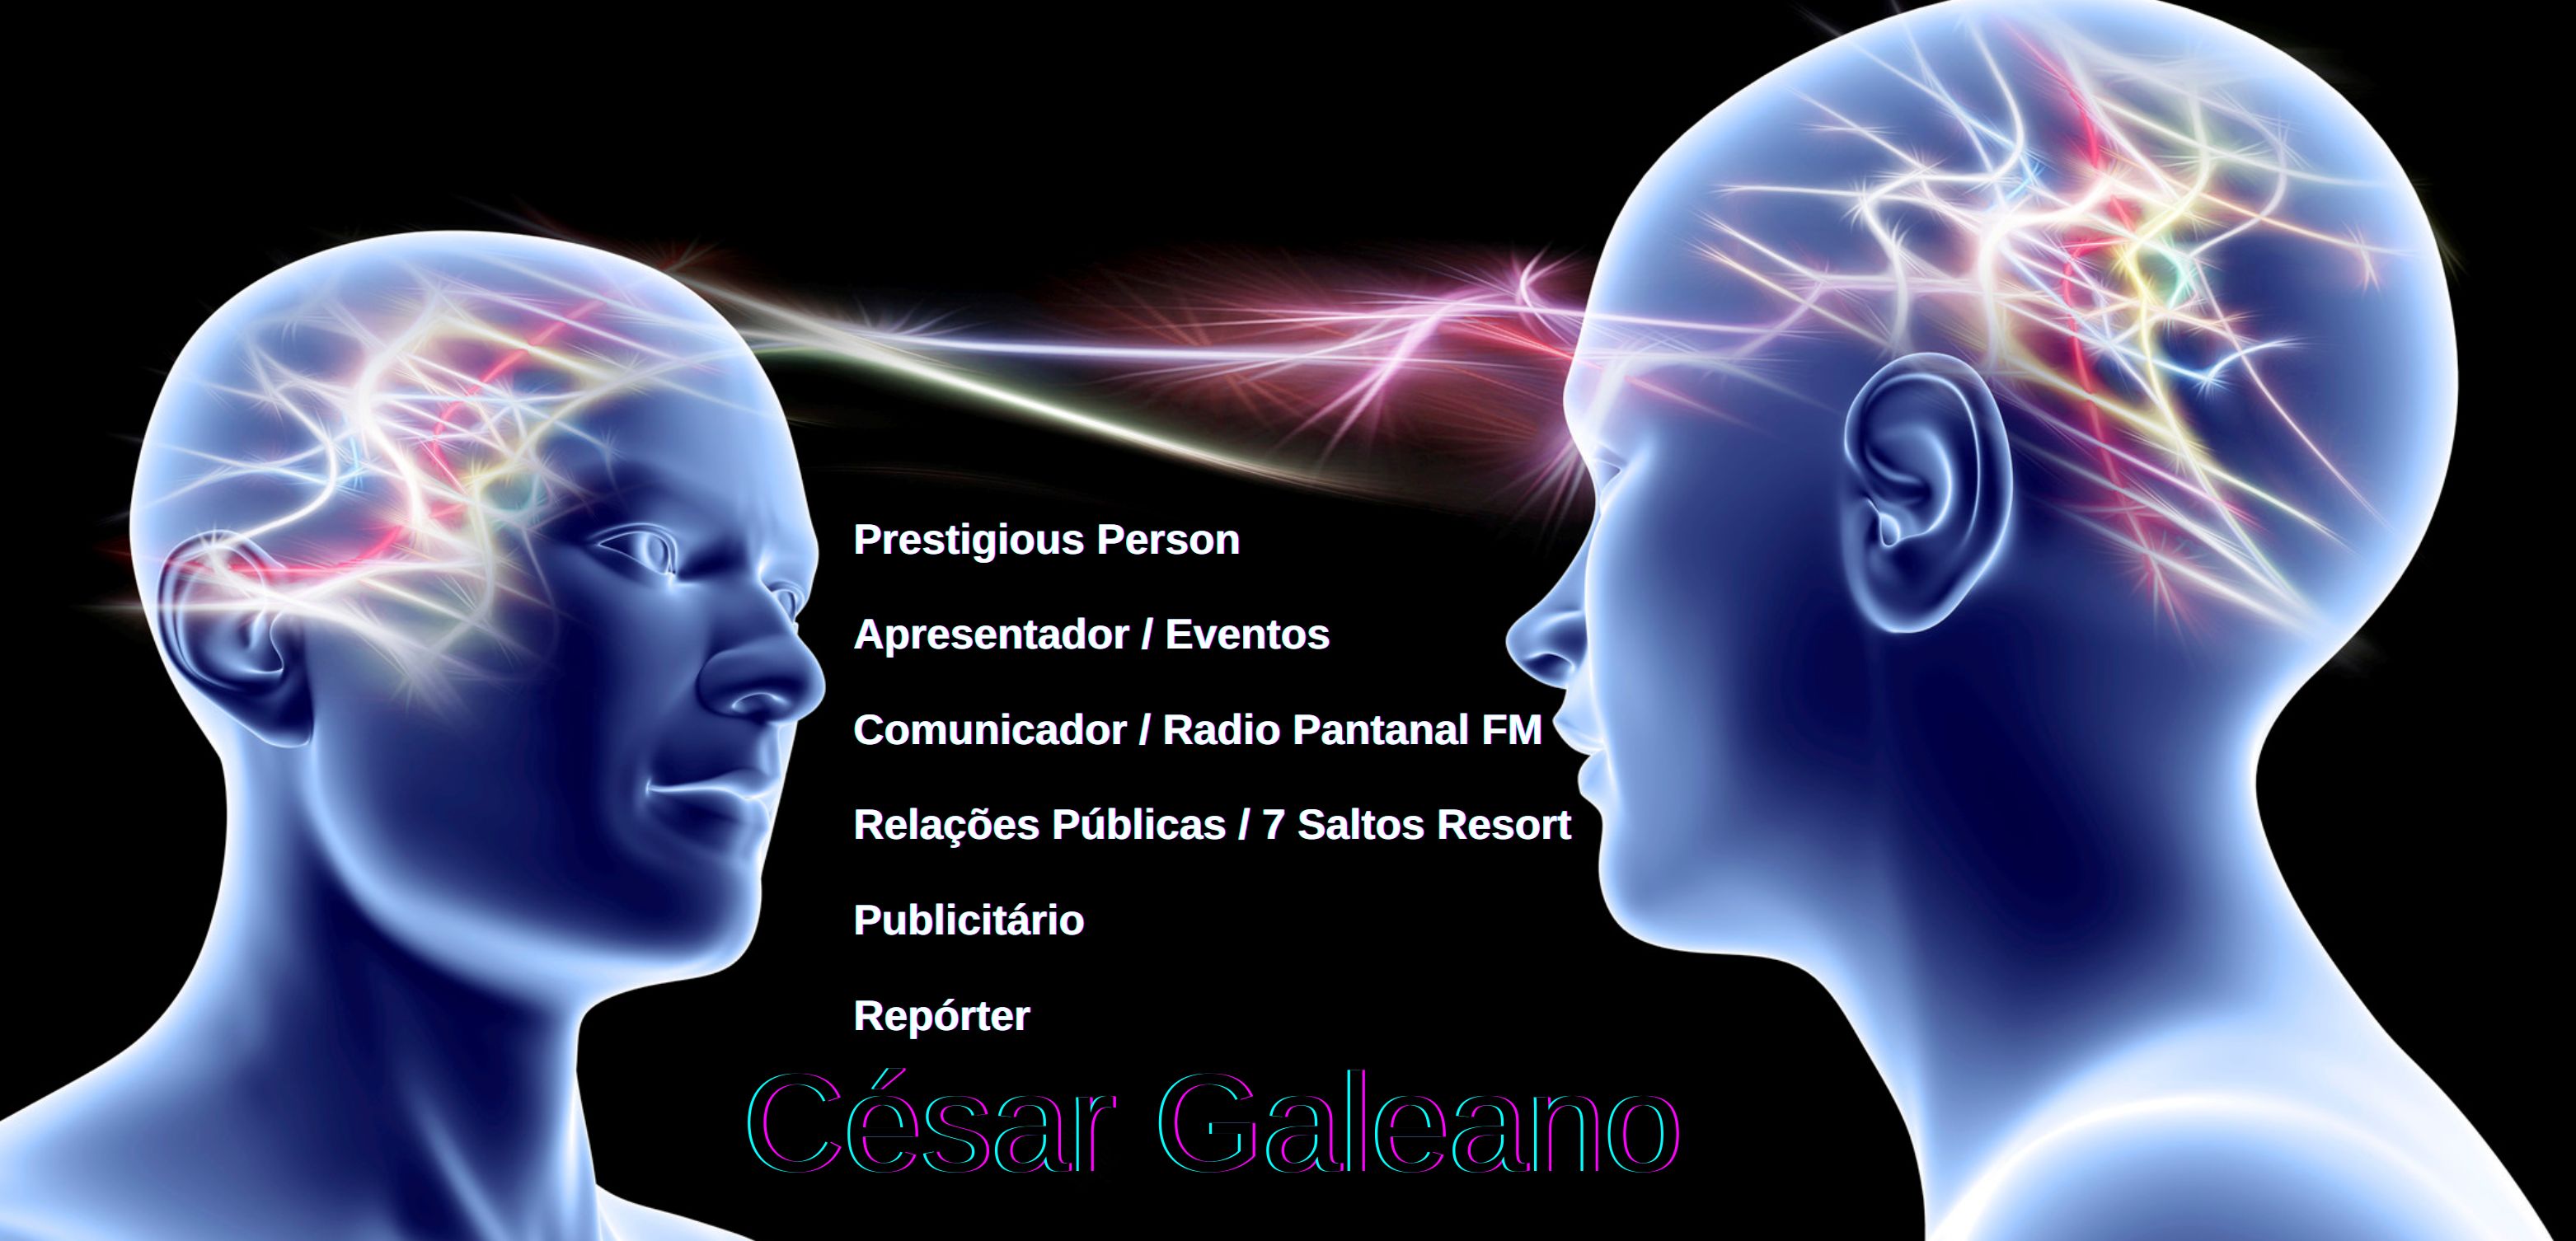 Prestigious Person
Apresentador / Eventos
Comunicador / Radio Pantanal FM
Relações Públicas / 7 Saltos Resort
Publicitário
Repórter
César Galeano